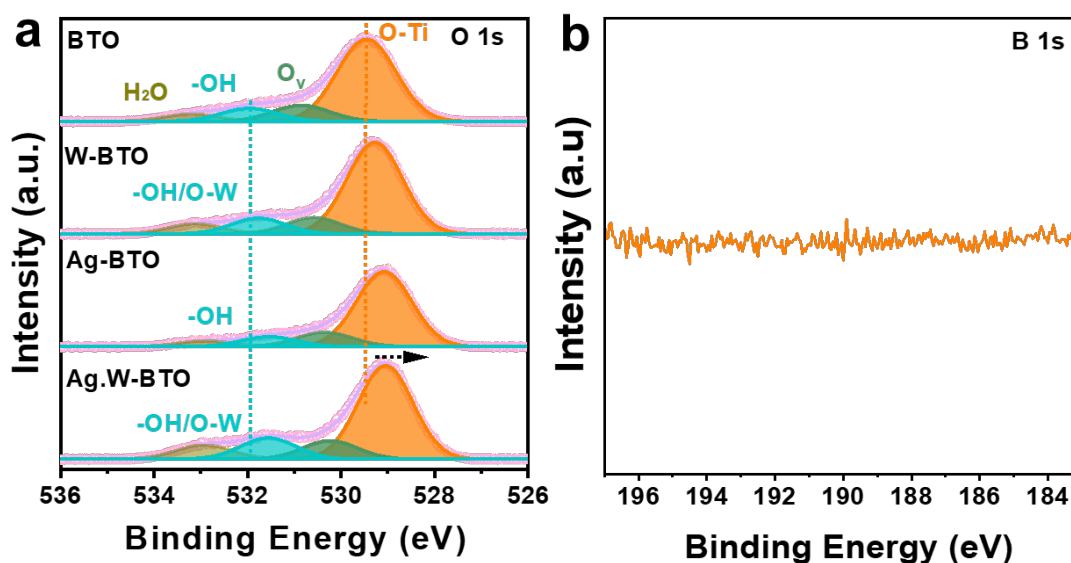 a
BTO
O-Ti
O 1s
H₂O
-OH
Oᵥ
W-BTO
-OH/O-W
Ag-BTO
-OH
Ag.W-BTO
-OH/O-W
536 534 532 530 528 526
Binding Energy (eV)
Intensity (a.u.)
b
B 1s
196 194 192 190 188 186 184
Binding Energy (eV)
Intensity (a.u)